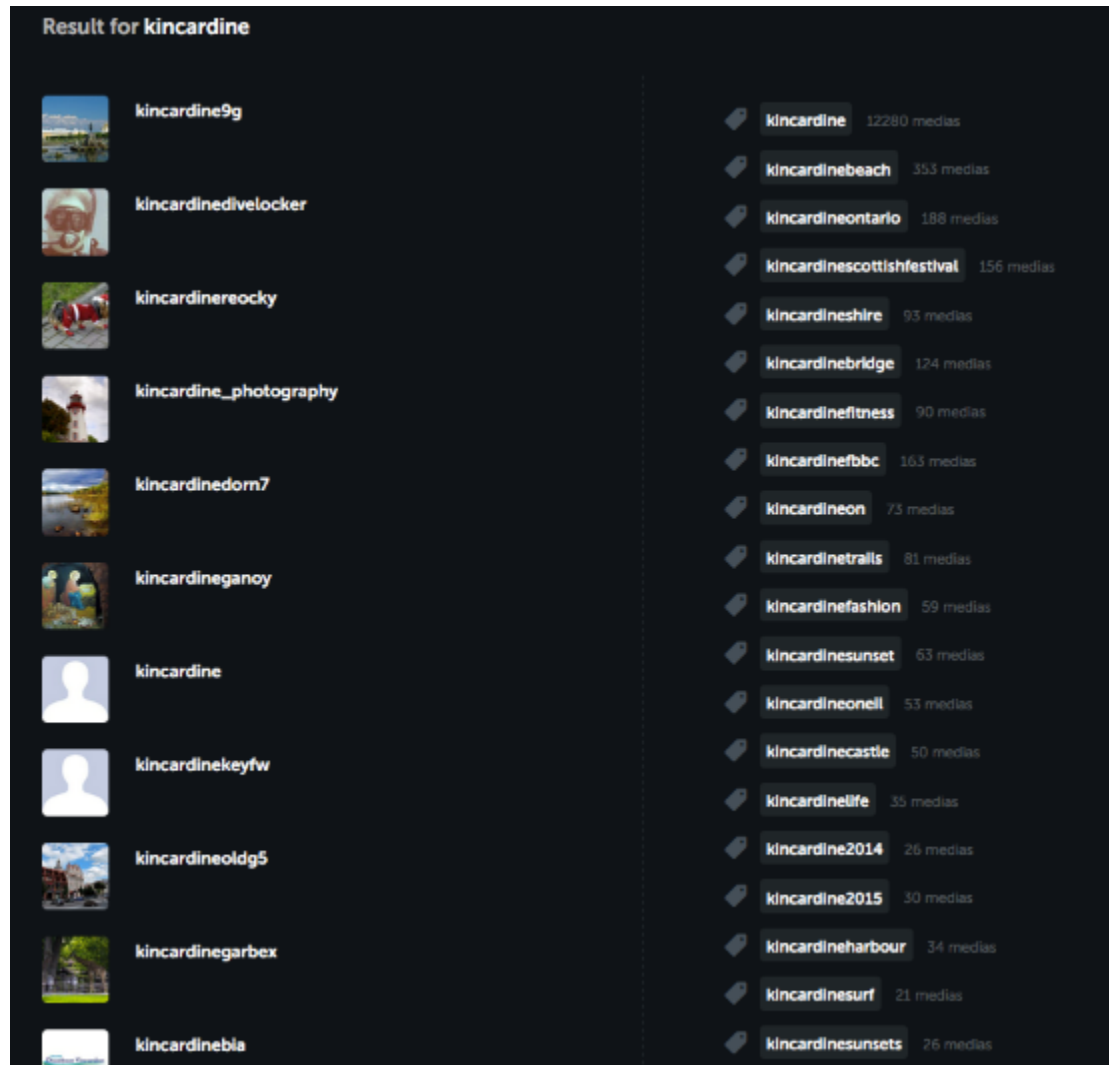 Result for kincardine
kincardine9g
kincardinedivelocker
kincardinereocky
kincardine_photography
kincardinedorn7
kincardineganoy
kincardine
kincardinekeyfw
kincardineoldg5
kincardinegarbex
kincardinebia
kincardine 12280 medias
kincardinebeach 353 medias
kincardineontario 188 medias
kincardinescottishfestival 156 medias
kincardineshire 93 medias
kincardinebridge 124 medias
kincardinefitness 90 medias
kincardinefbbc 163 medias
kincardineon 73 medias
kincardinetrails 81 medias
kincardinefashion 59 medias
kincardinesunset 63 medias
kincardineoneil 53 medias
kincardinecastle 50 medias
kincardinelife 35 medias
kincardine2014 26 medias
kincardine2015 30 medias
kincardineharbour 34 medias
kincardinesurf 21 medias
kincardinesunsets 26 medias